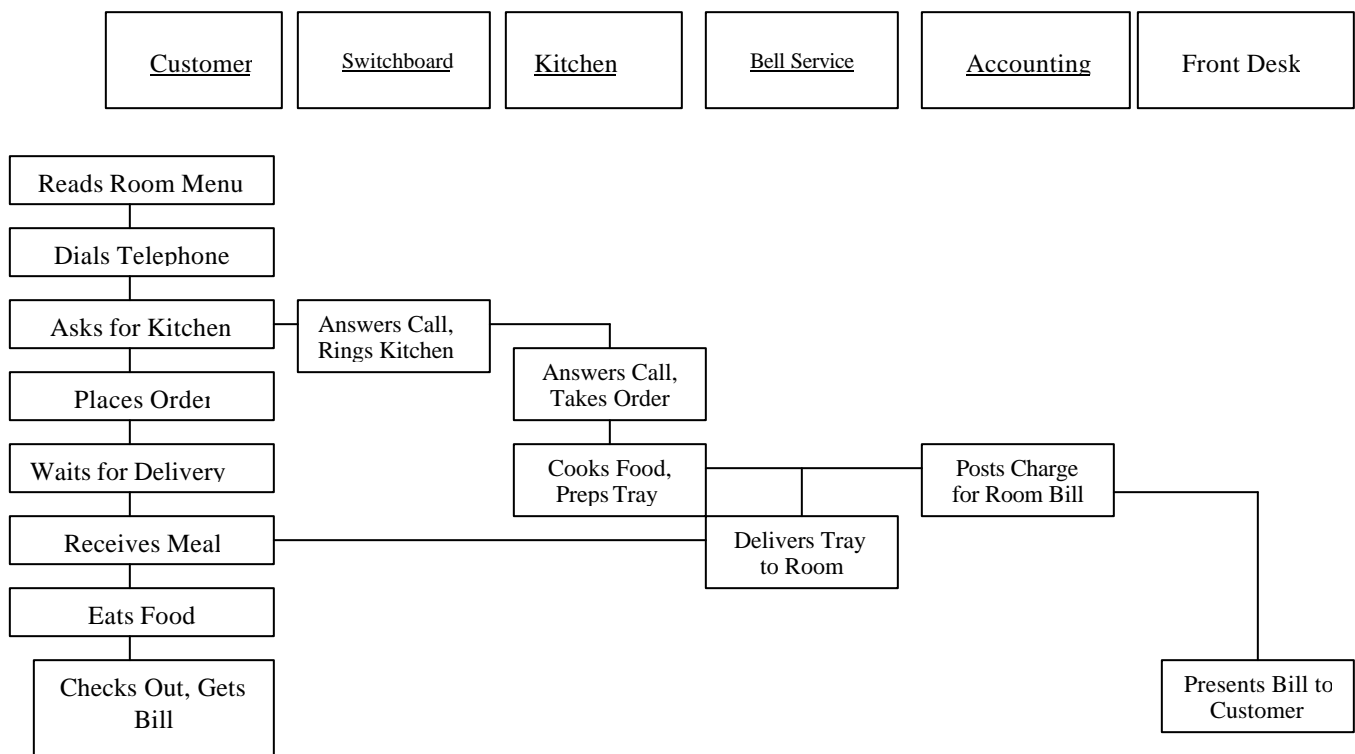 Customer
Switchboard
Kitchen
Bell Service
Accounting
Front Desk
Reads Room Menu
Dials Telephone
Asks for Kitchen
Answers Call,
Rings Kitchen
Answers Call,
Takes Order
Places Order
Waits for Delivery
Cooks Food,
Preps Tray
Posts Charge
for Room Bill
Receives Meal
Delivers Tray
to Room
Eats Food
Checks Out, Gets
Bill
Presents Bill to
Customer